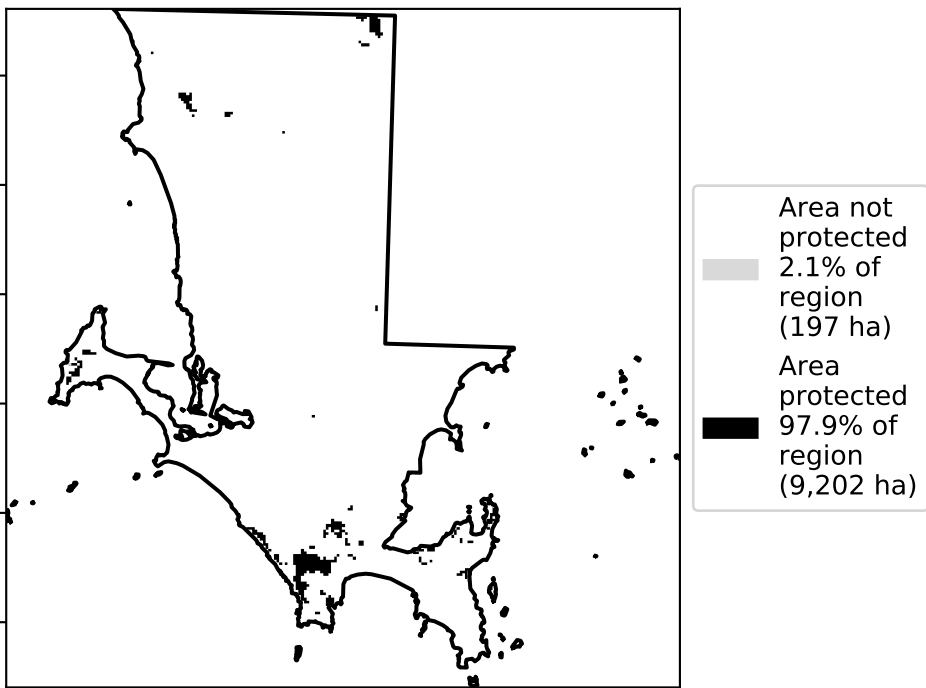 Area not
protected
2.1% of
region
(197 ha)
Area
protected
97.9% of
region
(9,202 ha)